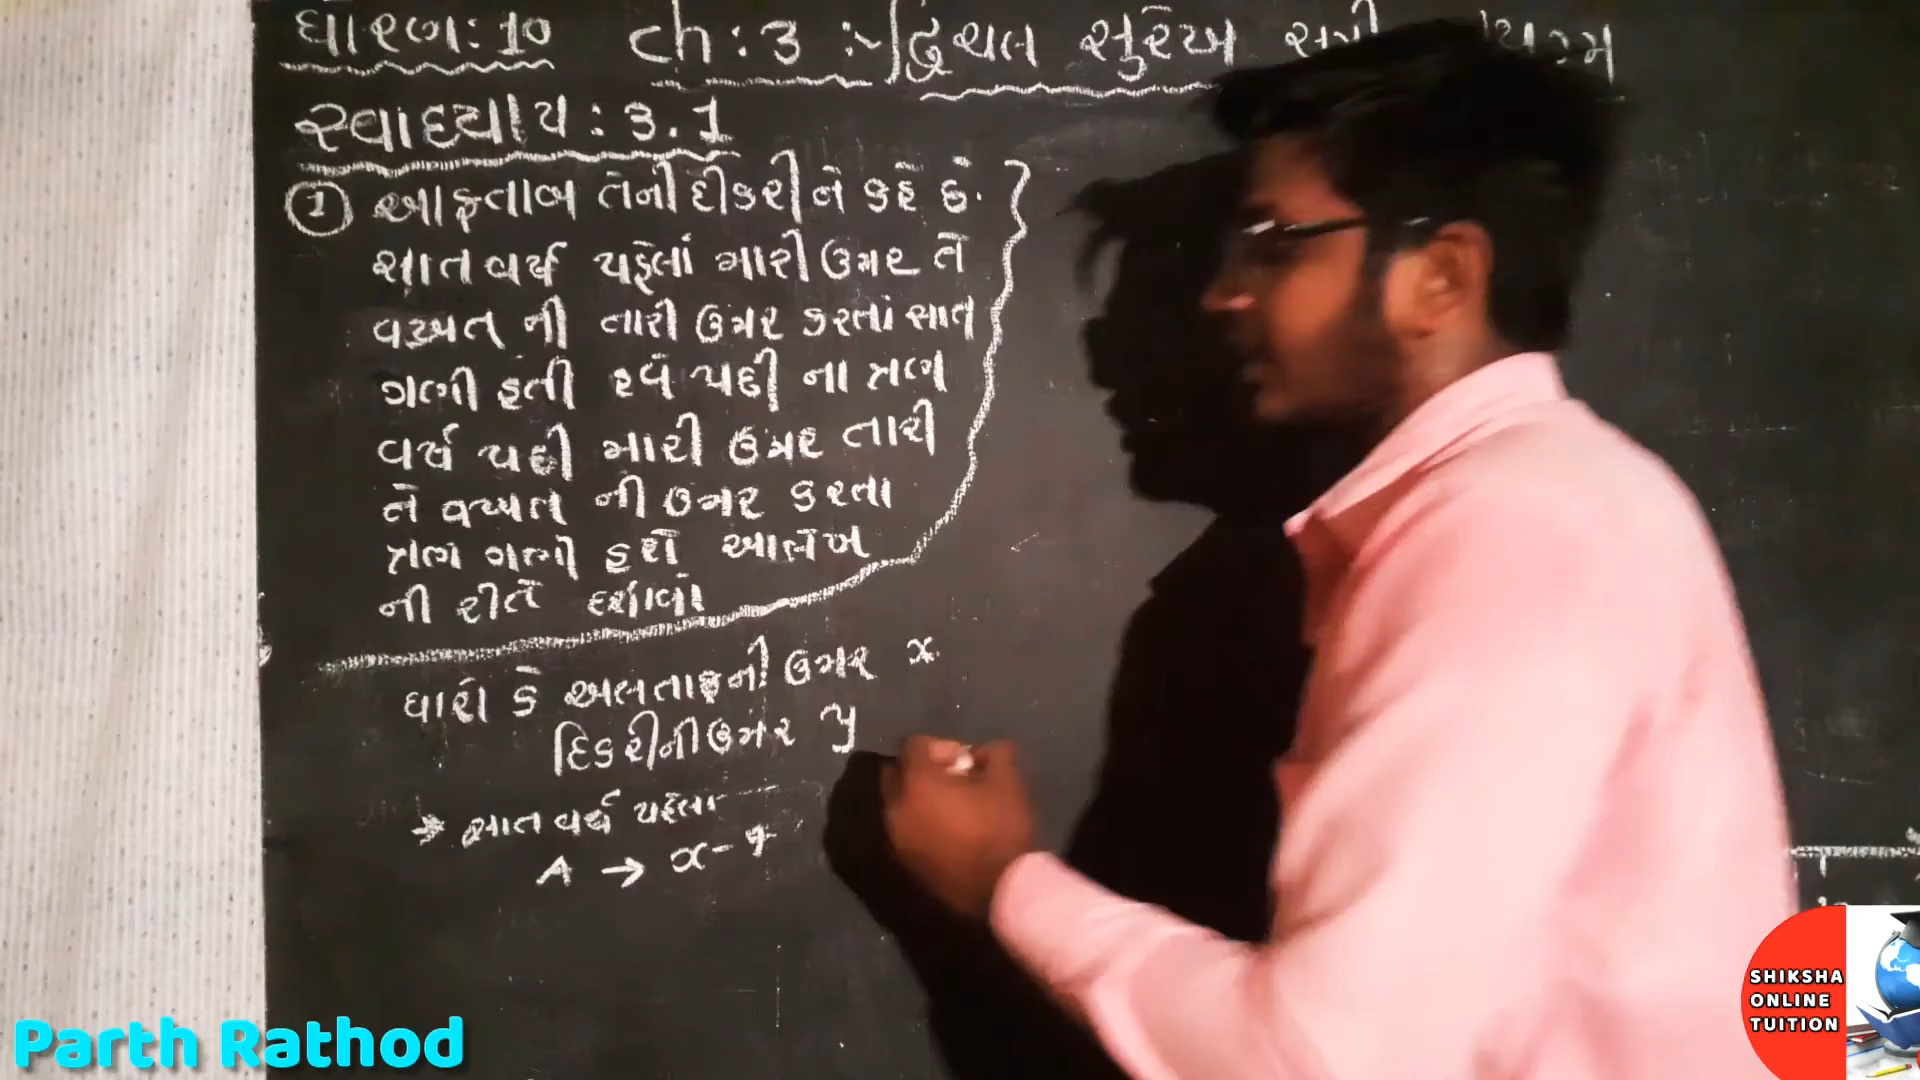 ધોરણ : 10 ch : 3 :~ દ્વિચલ સુરેખ
સ્વાધ્યાય : 3.1
(1) આફતાબ તેની દીકરી ને કહે છે.
સાત વર્ષ પહેલાં મારી ઉંમર તે
વખત ની તારી ઉંમર કરતાં સાત
ગણી હતી હવે પછી ના ત્રણ
વર્ષ પછી મારી ઉંમર તારી
તે વખત ની ઉંમર કરતા
ત્રણ ગણી હશે આલેખ
ની રીતે દર્શાવો
ધારો કે અલતાફની ઉંમર x
દિકરીની ઉંમર y
→ સાત વર્ષ પહેલા
A → x - 7
Parth Rathod
SHIKSHA
ONLINE
TUITION